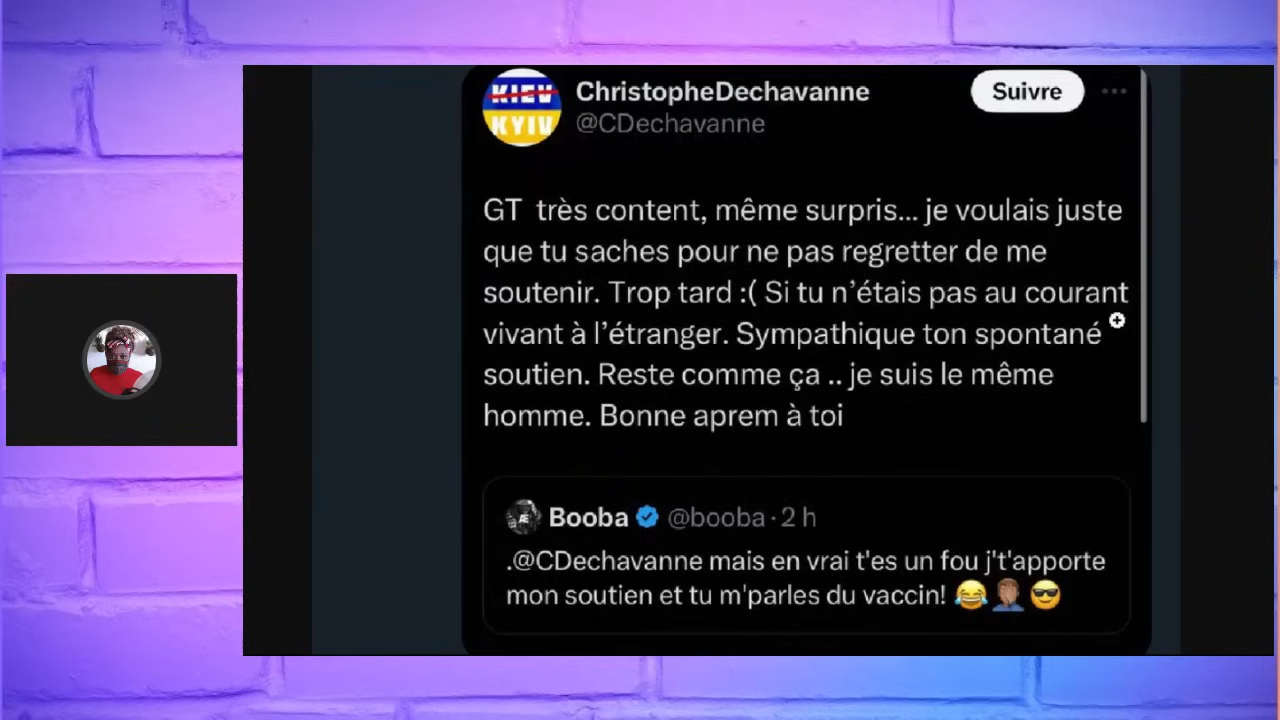 KIEV
KYIV
ChristopheDechavanne
@CDechavanne
Suivre
GT très content, même surpris... je voulais juste
que tu saches pour ne pas regretter de me
soutenir. Trop tard :( Si tu n'étais pas au courant
vivant à l'étranger. Sympathique ton spontané
soutien. Reste comme ça .. je suis le même
homme. Bonne aprem à toi
Booba @booba · 2 h
.@CDechavanne mais en vrai t'es un fou j't'apporte
mon soutien et tu m'parles du vaccin! 😂🤦🏽‍♂️😎